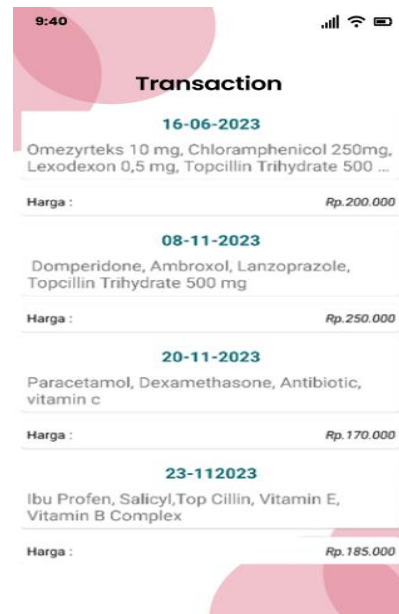 9:40
Transaction
16-06-2023
Omezyrteks 10 mg, Chloramphenicol 250mg,
Lexodexon 0,5 mg, Topcillin Trihydrate 500 ...
Harga :
Rp.200.000
08-11-2023
Domperidone, Ambroxol, Lanzoprazole,
Topcillin Trihydrate 500 mg
Harga :
Rp.250.000
20-11-2023
Paracetamol, Dexamethasone, Antibiotic,
vitamin c
Harga :
Rp.170.000
23-112023
Ibu Profen, Salicyl,Top Cillin, Vitamin E,
Vitamin B Complex
Harga :
Rp.185.000